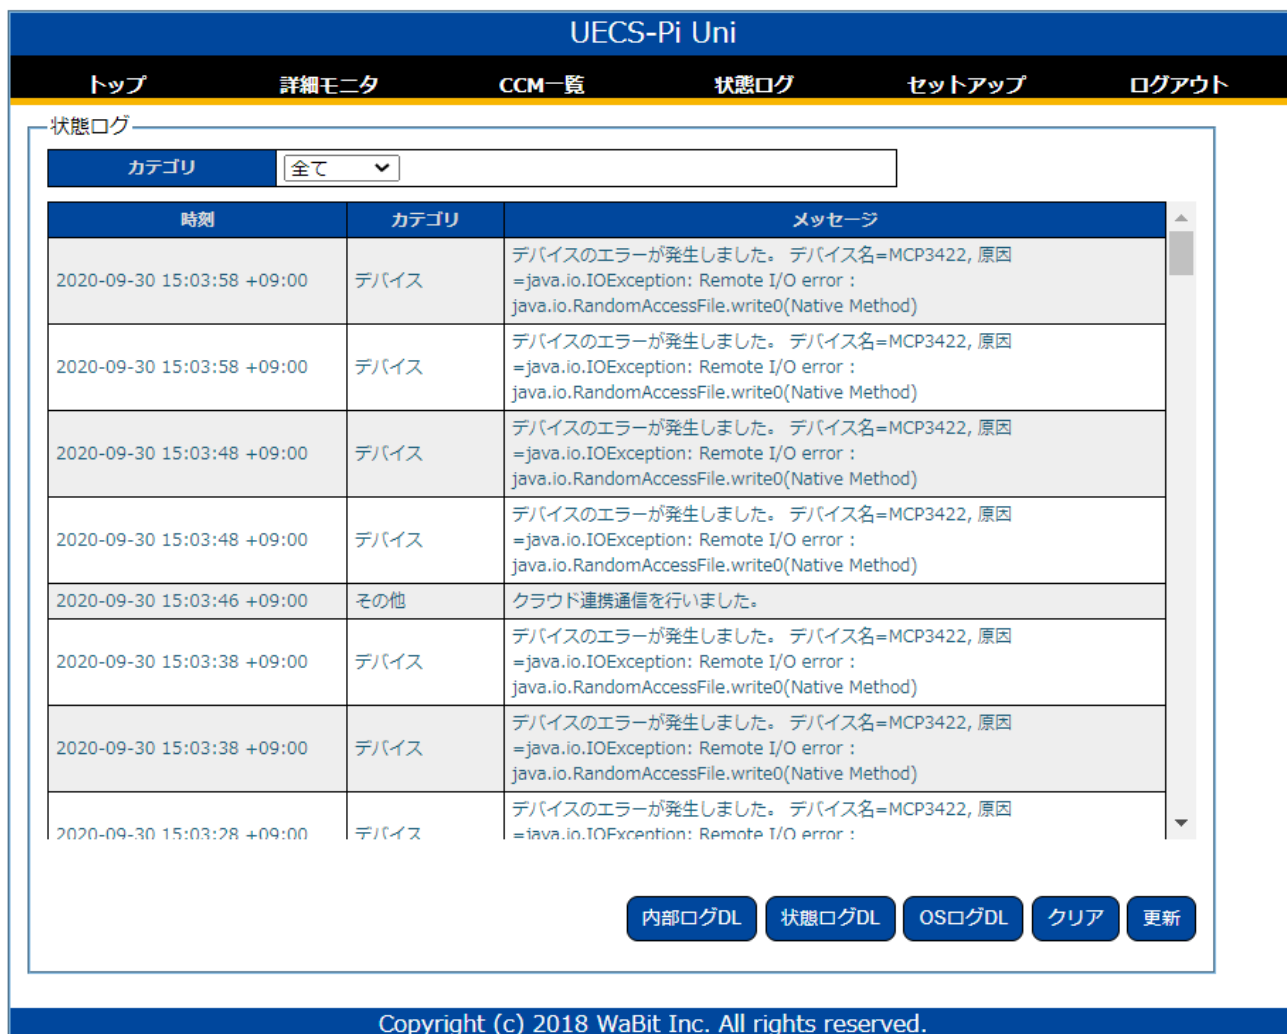 UECS-Pi Uni
トップ 詳細モニタ CCM一覧 状態ログ セットアップ ログアウト
状態ログ
カテゴリ 全て
時刻 カテゴリ メッセージ
2020-09-30 15:03:58 +09:00 デバイス デバイスのエラーが発生しました。 デバイス名=MCP3422, 原因
=java.io.IOException: Remote I/O error :
java.io.RandomAccessFile.write0(Native Method)
2020-09-30 15:03:58 +09:00 デバイス デバイスのエラーが発生しました。 デバイス名=MCP3422, 原因
=java.io.IOException: Remote I/O error :
java.io.RandomAccessFile.write0(Native Method)
2020-09-30 15:03:48 +09:00 デバイス デバイスのエラーが発生しました。 デバイス名=MCP3422, 原因
=java.io.IOException: Remote I/O error :
java.io.RandomAccessFile.write0(Native Method)
2020-09-30 15:03:48 +09:00 デバイス デバイスのエラーが発生しました。 デバイス名=MCP3422, 原因
=java.io.IOException: Remote I/O error :
java.io.RandomAccessFile.write0(Native Method)
2020-09-30 15:03:46 +09:00 その他 クラウド連携通信を行いました。
2020-09-30 15:03:38 +09:00 デバイス デバイスのエラーが発生しました。 デバイス名=MCP3422, 原因
=java.io.IOException: Remote I/O error :
java.io.RandomAccessFile.write0(Native Method)
2020-09-30 15:03:38 +09:00 デバイス デバイスのエラーが発生しました。 デバイス名=MCP3422, 原因
=java.io.IOException: Remote I/O error :
java.io.RandomAccessFile.write0(Native Method)
2020-09-30 15:03:28 +09:00 デバイス デバイスのエラーが発生しました。 デバイス名=MCP3422, 原因
=java.io.IOException: Remote I/O error :
内部ログDL 状態ログDL OSログDL クリア 更新
Copyright (c) 2018 WaBit Inc. All rights reserved.